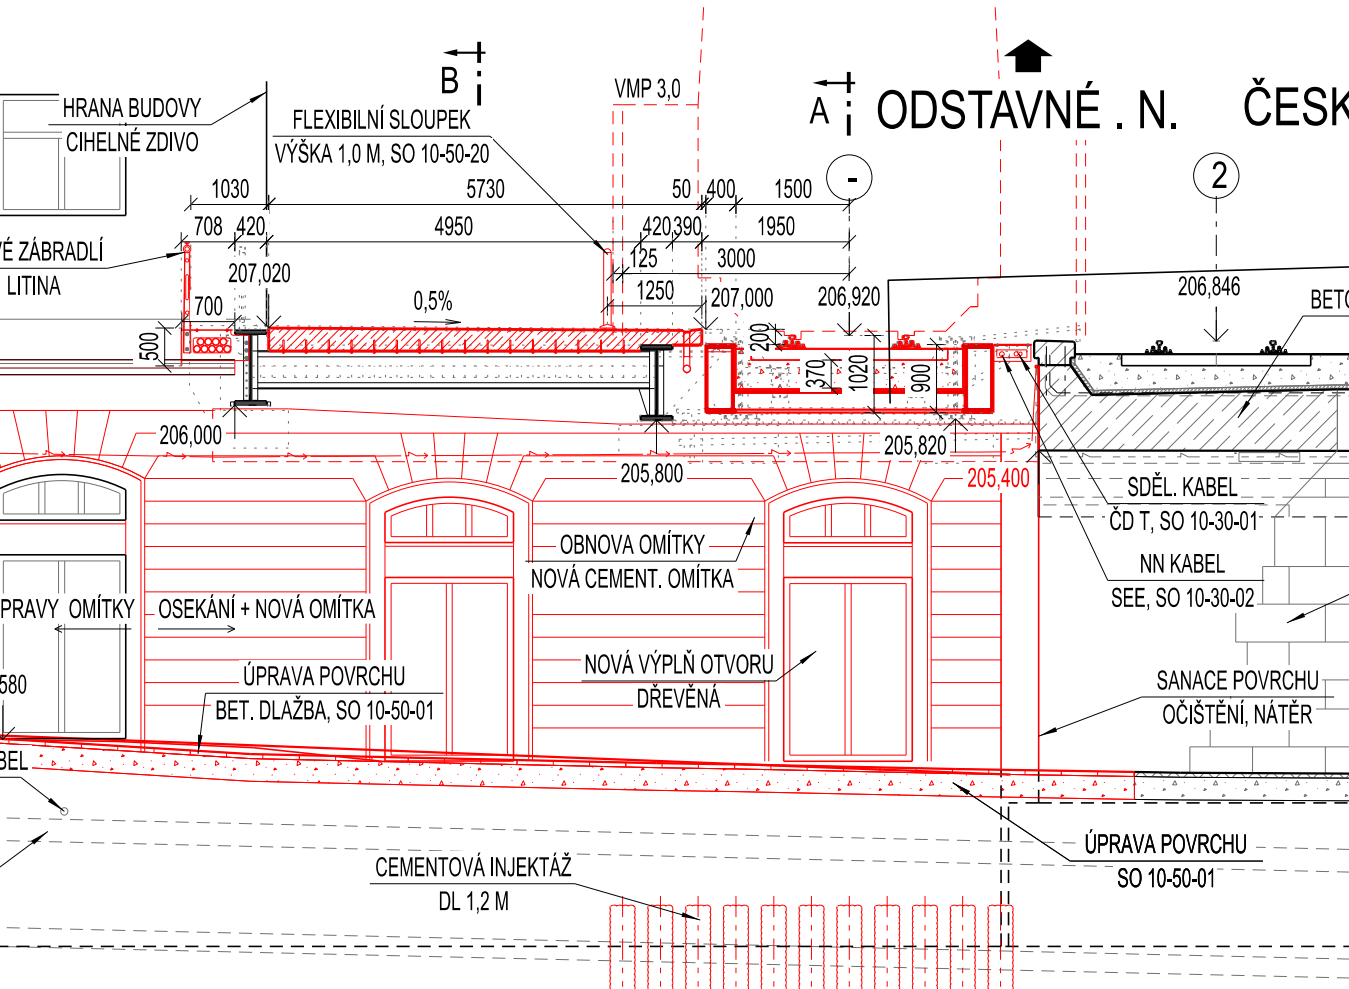 B
VMP 3,0
A
ODSTAVNÉ . N.
ČESK
HRANA BUDOVY
CIHELNÉ ZDIVO
FLEXIBILNÍ SLOUPEK
VÝŠKA 1,0 M, SO 10-50-20
-
2
1030
5730
50
400
1500
708
420
4950
420
390
1950
VÉ ZÁBRADLÍ
LITINA
207,020
125
3000
1250
207,000
206,920
206,846
BETO
700
0,5%
500
200
370
1020
900
206,000
205,800
205,820
205,400
SDĚL. KABEL
ČD T, SO 10-30-01
NN KABEL
SEE, SO 10-30-02
OBNOVA OMÍTKY
NOVÁ CEMENT. OMÍTKA
PRAVY OMÍTKY
OSEKÁNÍ + NOVÁ OMÍTKA
NOVÁ VÝPLŇ OTVORU
DŘEVĚNÁ
ÚPRAVA POVRCHU
BET. DLAŽBA, SO 10-50-01
580
SANACE POVRCHU
OČIŠTĚNÍ, NÁTĚR
BEL
ÚPRAVA POVRCHU
SO 10-50-01
CEMENTOVÁ INJEKTÁŽ
DL 1,2 M